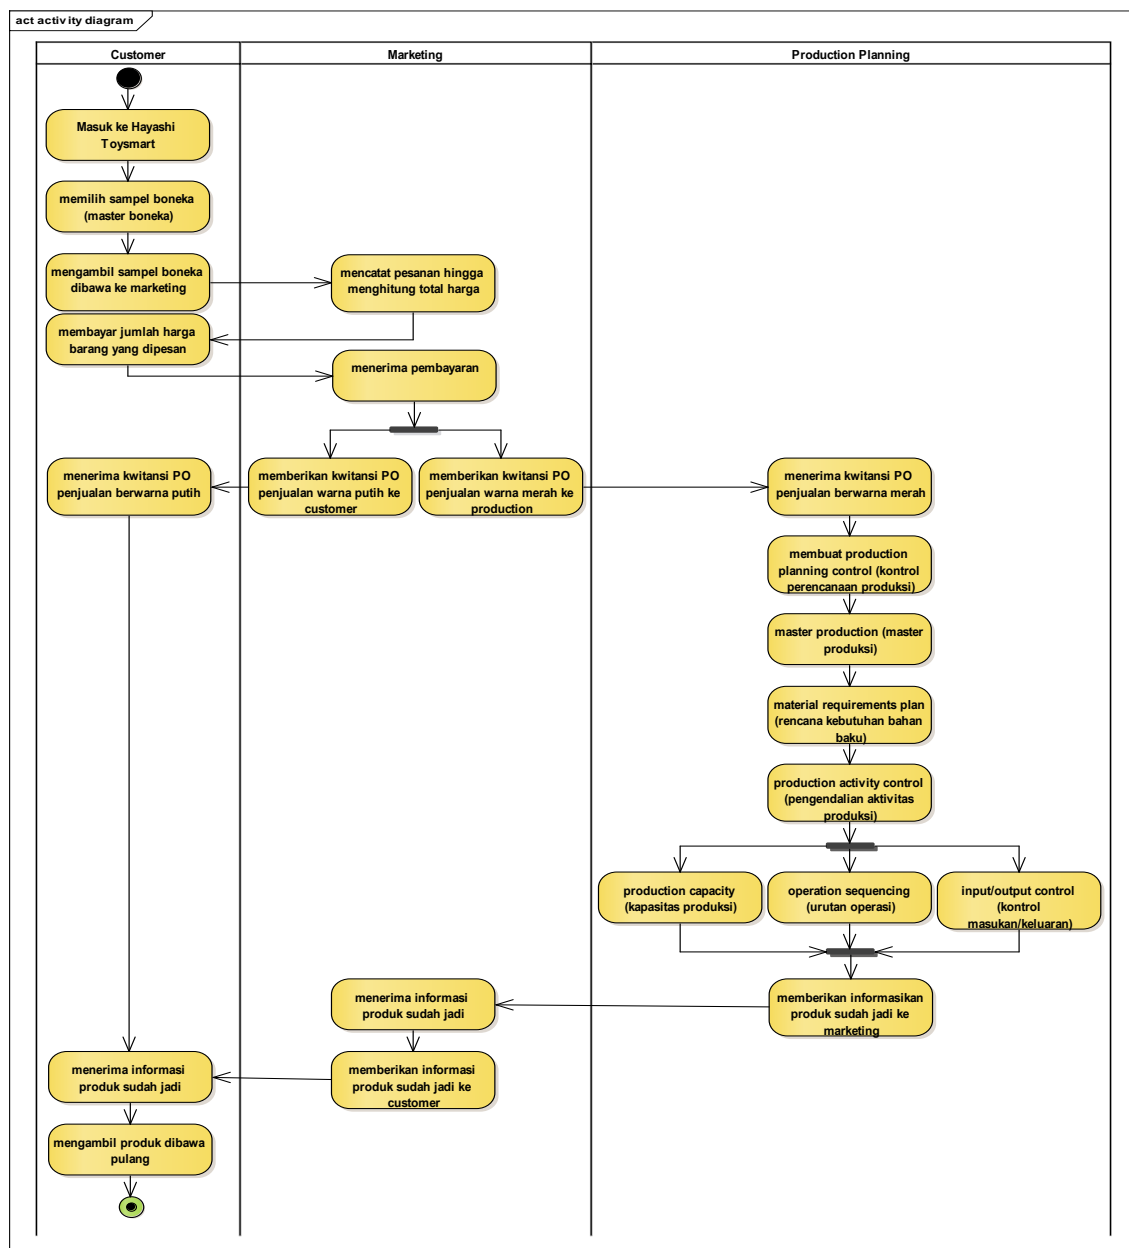 act activity diagram
Customer
Marketing
Production Planning
Masuk ke Hayashi
Toysmart
memilih sampel boneka
(master boneka)
mengambil sampel boneka
dibawa ke marketing
mencatat pesanan hingga
menghitung total harga
membayar jumlah harga
barang yang dipesan
menerima pembayaran
menerima kwitansi PO
penjualan berwarna putih
memberikan kwitansi PO
penjualan warna putih ke
customer
memberikan kwitansi PO
penjualan warna merah ke
production
menerima kwitansi PO
penjualan berwarna merah
membuat production
planning control (kontrol
perencanaan produksi)
master production (master
produksi)
material requirements plan
(rencana kebutuhan bahan
baku)
production activity control
(pengendalian aktivitas
produksi)
production capacity
(kapasitas produksi)
operation sequencing
(urutan operasi)
input/output control
(kontrol
masukan/keluaran)
menerima informasi
produk sudah jadi
memberikan informasikan
produk sudah jadi ke
marketing
menerima informasi
produk sudah jadi
memberikan informasi
produk sudah jadi ke
customer
mengambil produk dibawa
pulang